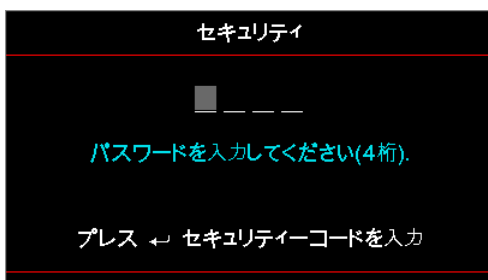 セキュリティ
パスワードを入力してください(4桁).
プレス ↵ セキュリティーコードを入力